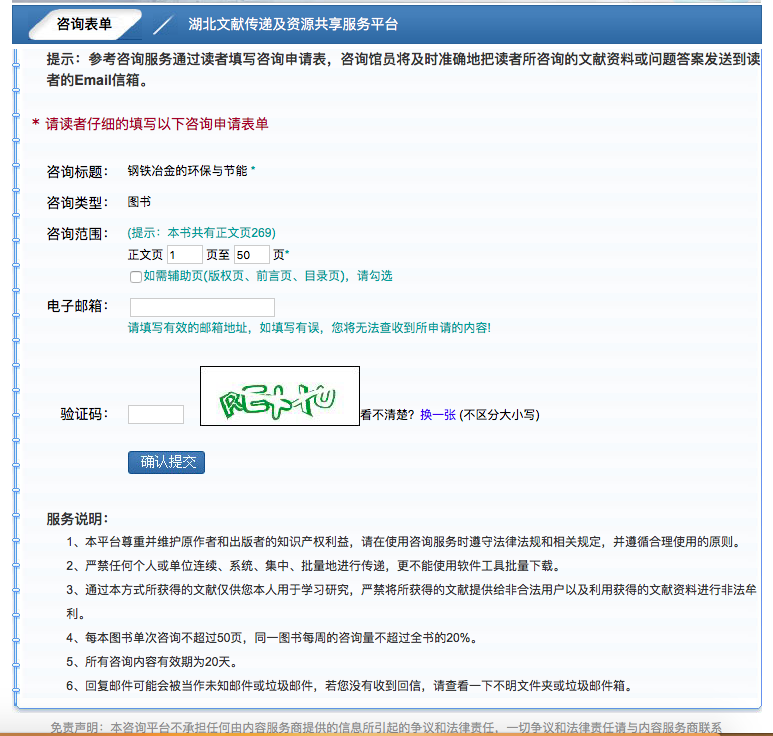 咨询表单 湖北文献传递及资源共享服务平台
提示：参考咨询服务通过读者填写咨询申请表，咨询馆员将及时准确地把读者所咨询的文献资料或问题答案发送到读
者的Email信箱。
* 请读者仔细的填写以下咨询申请表单
咨询标题： 钢铁冶金的环保与节能 *
咨询类型： 图书
咨询范围： (提示：本书共有正文页269)
正文页 1 页至 50 页*
如需辅助页(版权页、前言页、目录页)，请勾选
电子邮箱：
请填写有效的邮箱地址，如填写有误，您将无法查收到所申请的内容!
验证码： 看不清楚？换一张 (不区分大小写)
确认提交
服务说明：
1、本平台尊重并维护原作者和出版者的知识产权利益，请在使用咨询服务时遵守法律法规和相关规定，并遵循合理使用的原则。
2、严禁任何个人或单位连续、系统、集中、批量地进行传递，更不能使用软件工具批量下载。
3、通过本方式所获得的文献仅供您本人用于学习研究，严禁将所获得的文献提供给非合法用户以及利用获得的文献资料进行非法牟
利。
4、每本图书单次咨询不超过50页，同一图书每周的咨询量不超过全书的20%。
5、所有咨询内容有效期为20天。
6、回复邮件可能会被当作未知邮件或垃圾邮件，若您没有收到回信，请查看一下不明文件夹或垃圾邮件箱。
免责声明：本咨询平台不承担任何由内容服务商提供的信息所引起的争议和法律责任，一切争议和法律责任请与内容服务商联系